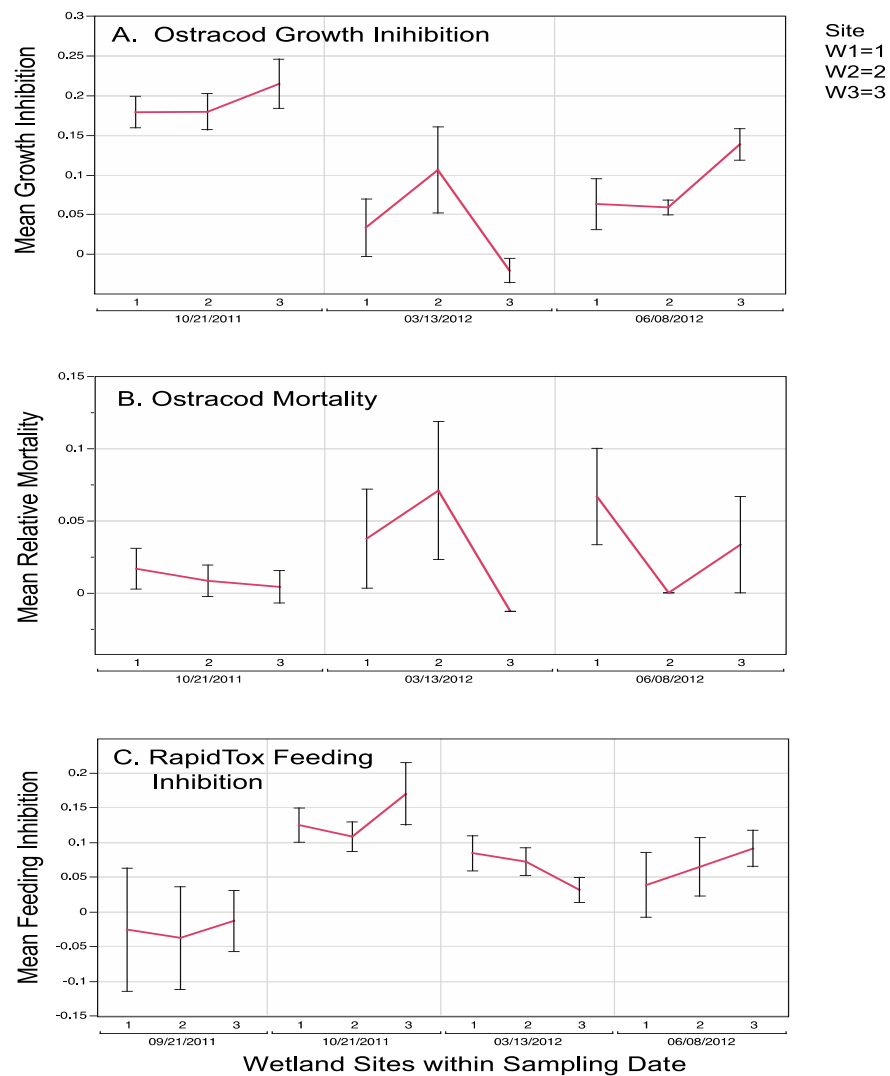 A. Ostracod Growth Inihibition
Site
W1=1
W2=2
W3=3
Mean Growth Inhibition
0.3
0.25
0.2
0.15
0.1
0.05
0
1 2 3 1 2 3 1 2 3
10/21/2011 03/13/2012 06/08/2012
B. Ostracod Mortality
Mean Relative Mortality
0.15
0.1
0.05
0
1 2 3 1 2 3 1 2 3
10/21/2011 03/13/2012 06/08/2012
C. RapidTox Feeding
Inhibition
Mean Feeding Inhibition
0.2
0.15
0.1
0.05
0
-0.05
-0.1
-0.15
1 2 3 1 2 3 1 2 3 1 2 3
09/21/2011 10/21/2011 03/13/2012 06/08/2012
Wetland Sites within Sampling Date